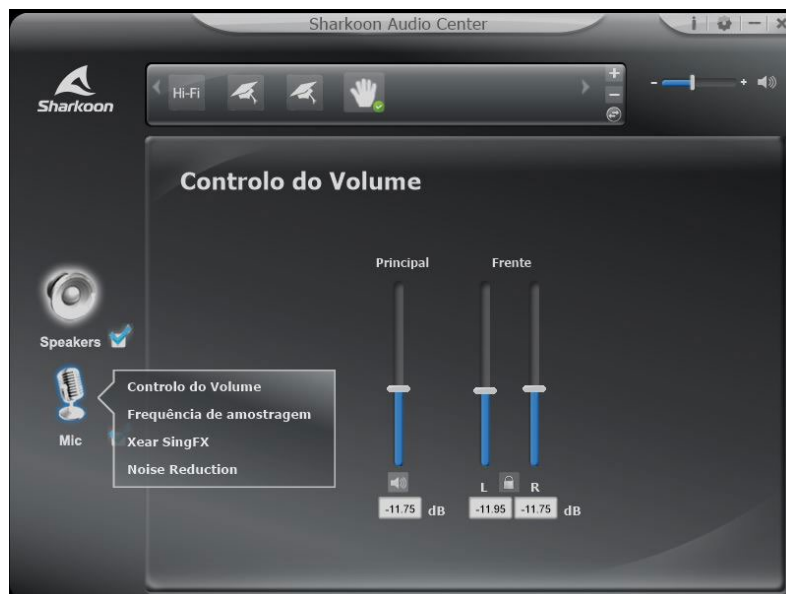 Sharkoon Audio Center
i
Sharkoon
Hi-Fi
- +
Controlo do Volume
Principal Frente
Speakers
Controlo do Volume
Frequência de amostragem
Mic
Xear SingFX
Noise Reduction
L R
-11.75 dB -11.95 -11.75 dB